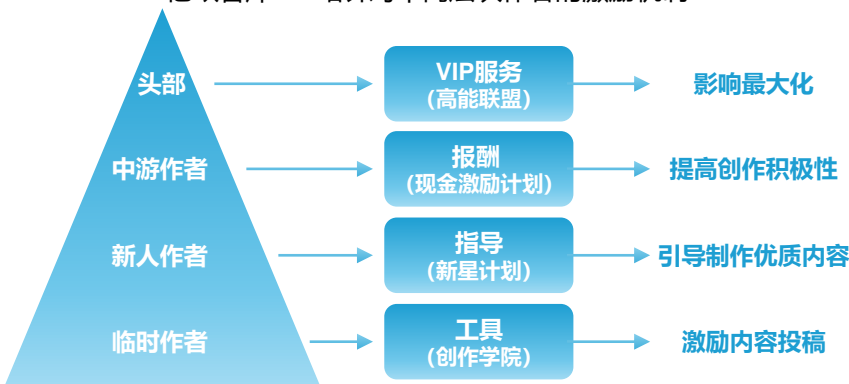 头部
VIP服务
(高能联盟)
影响最大化
中游作者
报酬
(现金激励计划)
提高创作积极性
新人作者
指导
(新星计划)
引导制作优质内容
临时作者
工具
(创作学院)
激励内容投稿